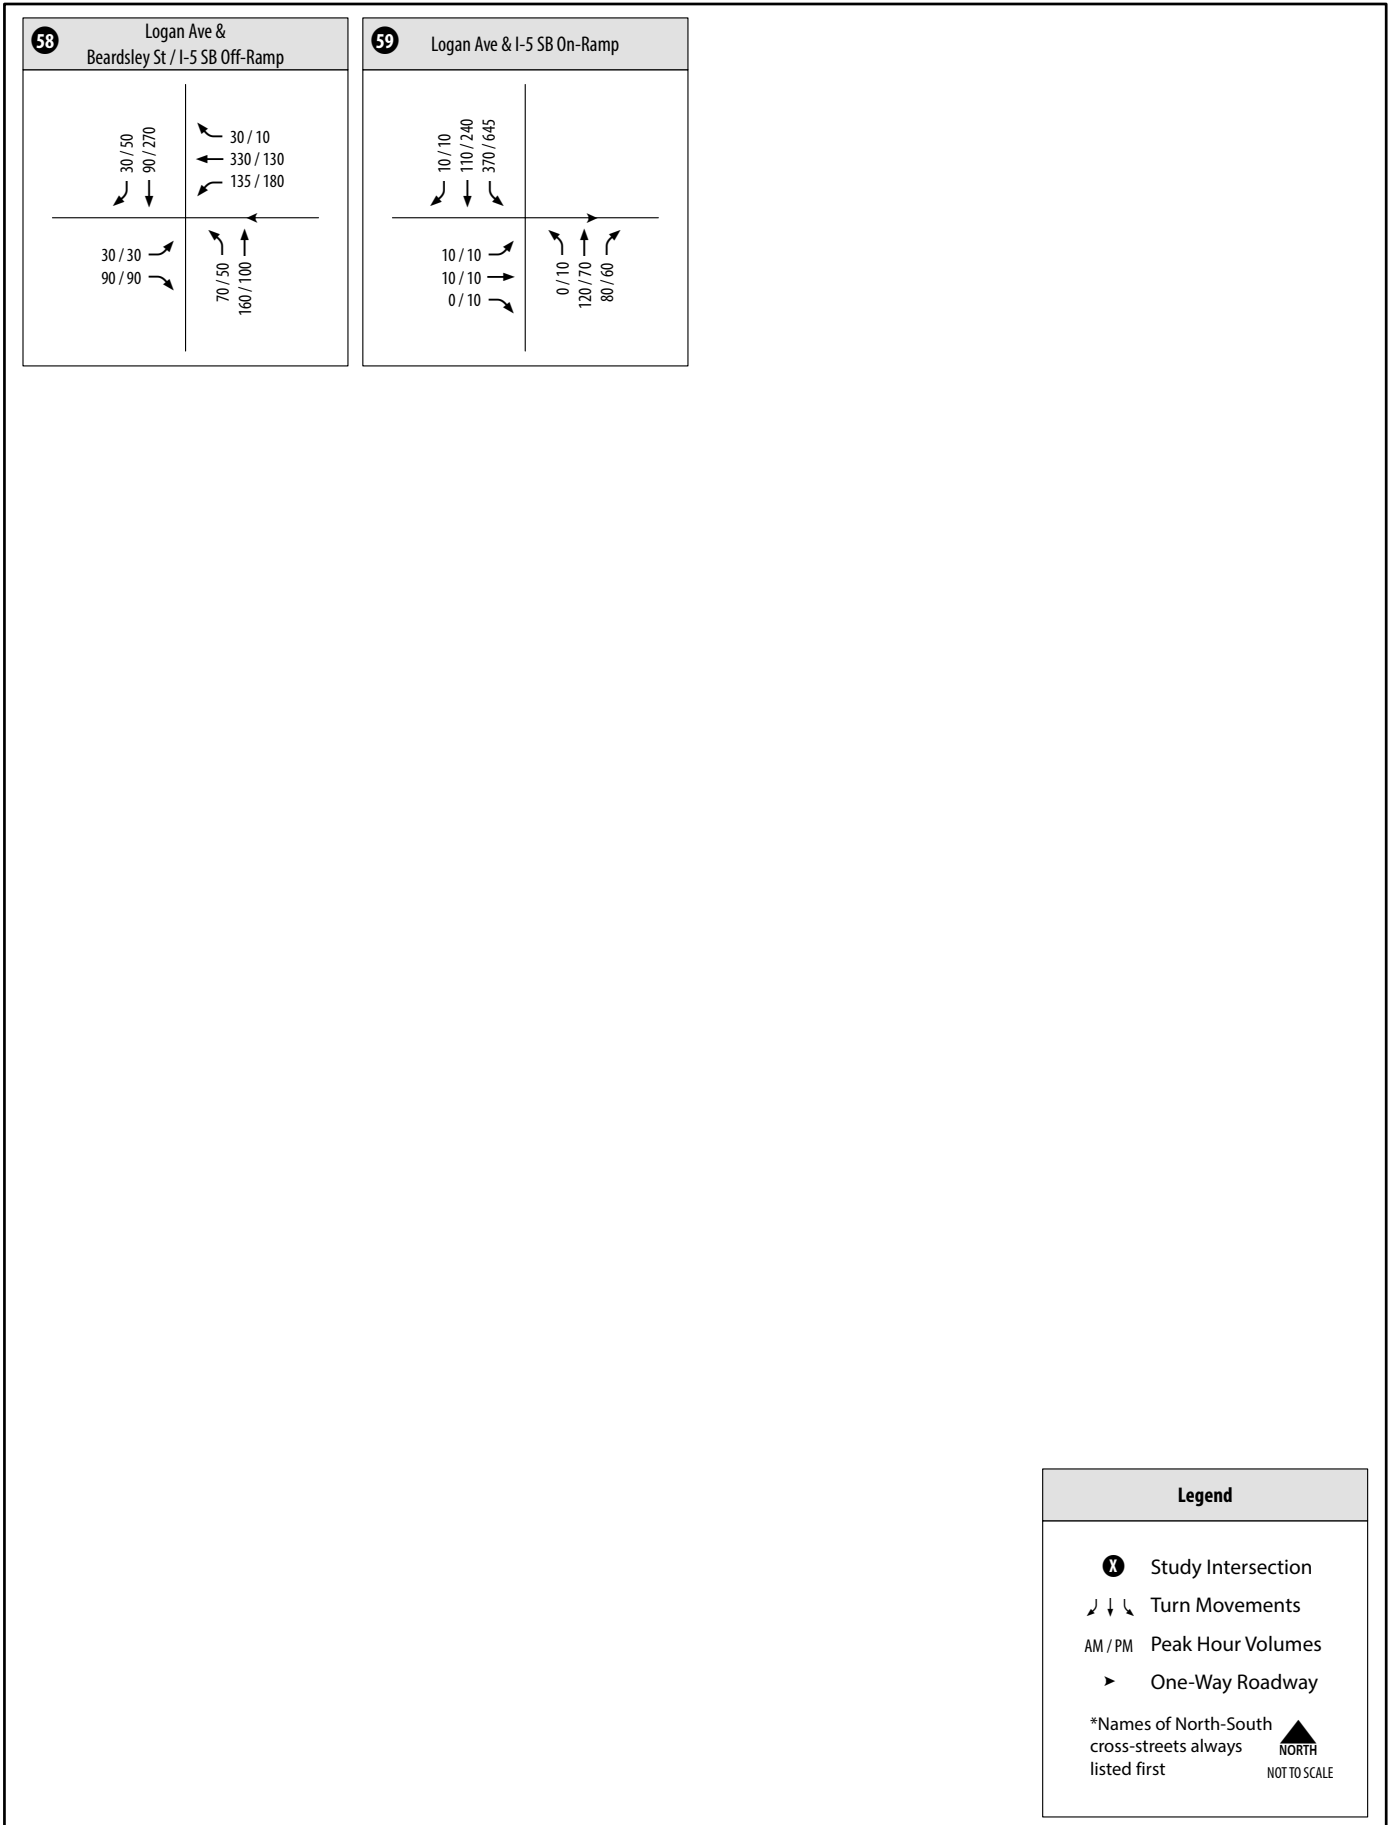 58
Logan Ave &
Beardsley St / I-5 SB Off-Ramp
30 / 50
90 / 270
30 / 10
330 / 130
135 / 180
30 / 30
90 / 90
70 / 50
160 / 100
59
Logan Ave & I-5 SB On-Ramp
10 / 10
110 / 240
370 / 645
10 / 10
10 / 10
0 / 10
0 / 10
120 / 70
80 / 60
Legend
X Study Intersection
Turn Movements
AM / PM Peak Hour Volumes
One-Way Roadway
*Names of North-South
cross-streets always
listed first
NORTH
NOT TO SCALE